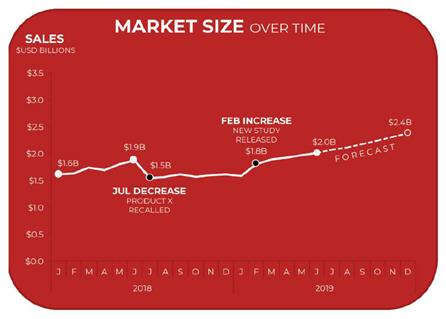 MARKET SIZE OVER TIME
SALES
$USD BILLIONS
$3.5
$3.0
$2.5
$2.0
$1.5
$1.0
$0.5
$0.0
$1.6B
$1.9B
$1.5B
JUL DECREASE
PRODUCT X
RECALLED
FEB INCREASE
NEW STUDY
RELEASED
$1.8B
$2.0B
$2.4B
FORECAST
J F M A M J J A S O N D J F M A M J J A S O N D
2018 2019